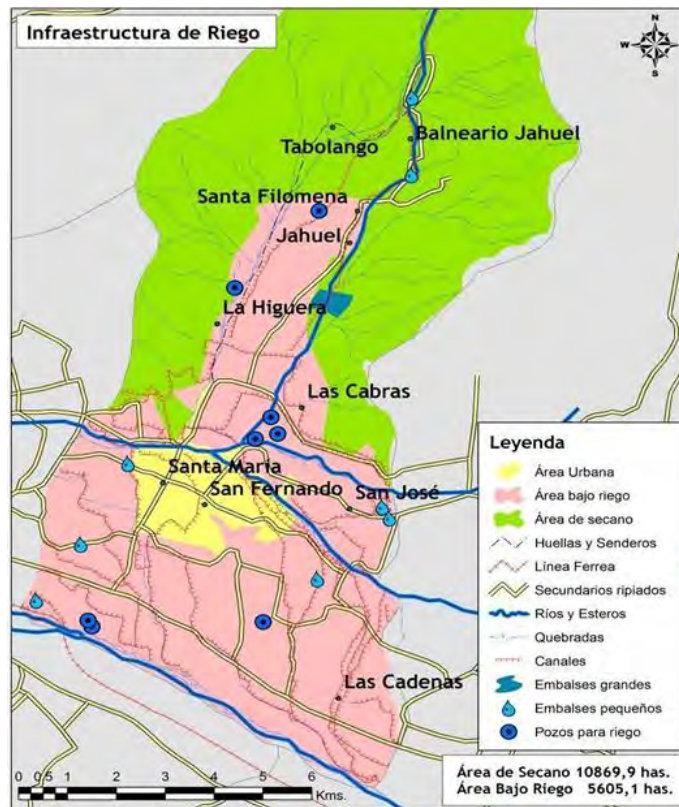 Infraestructura de Riego
N
W E
S
Tabolango
Balneario Jahuel
Santa Filomena
Jahuel
La Higuera
Las Cabras
Santa María
San Fernando
San José
Las Cadenas
Leyenda
Área Urbana
Área bajo riego
Área de secano
Huellas y Senderos
Línea Ferrea
Secundarios ripiados
Ríos y Esteros
Quebradas
Canales
Embalses grandes
Embalses pequeños
Pozos para riego
0 0,5 1 2 3 4 5 6
Kms.
Área de Secano 10869,9 has.
Área Bajo Riego 5605,1 has.